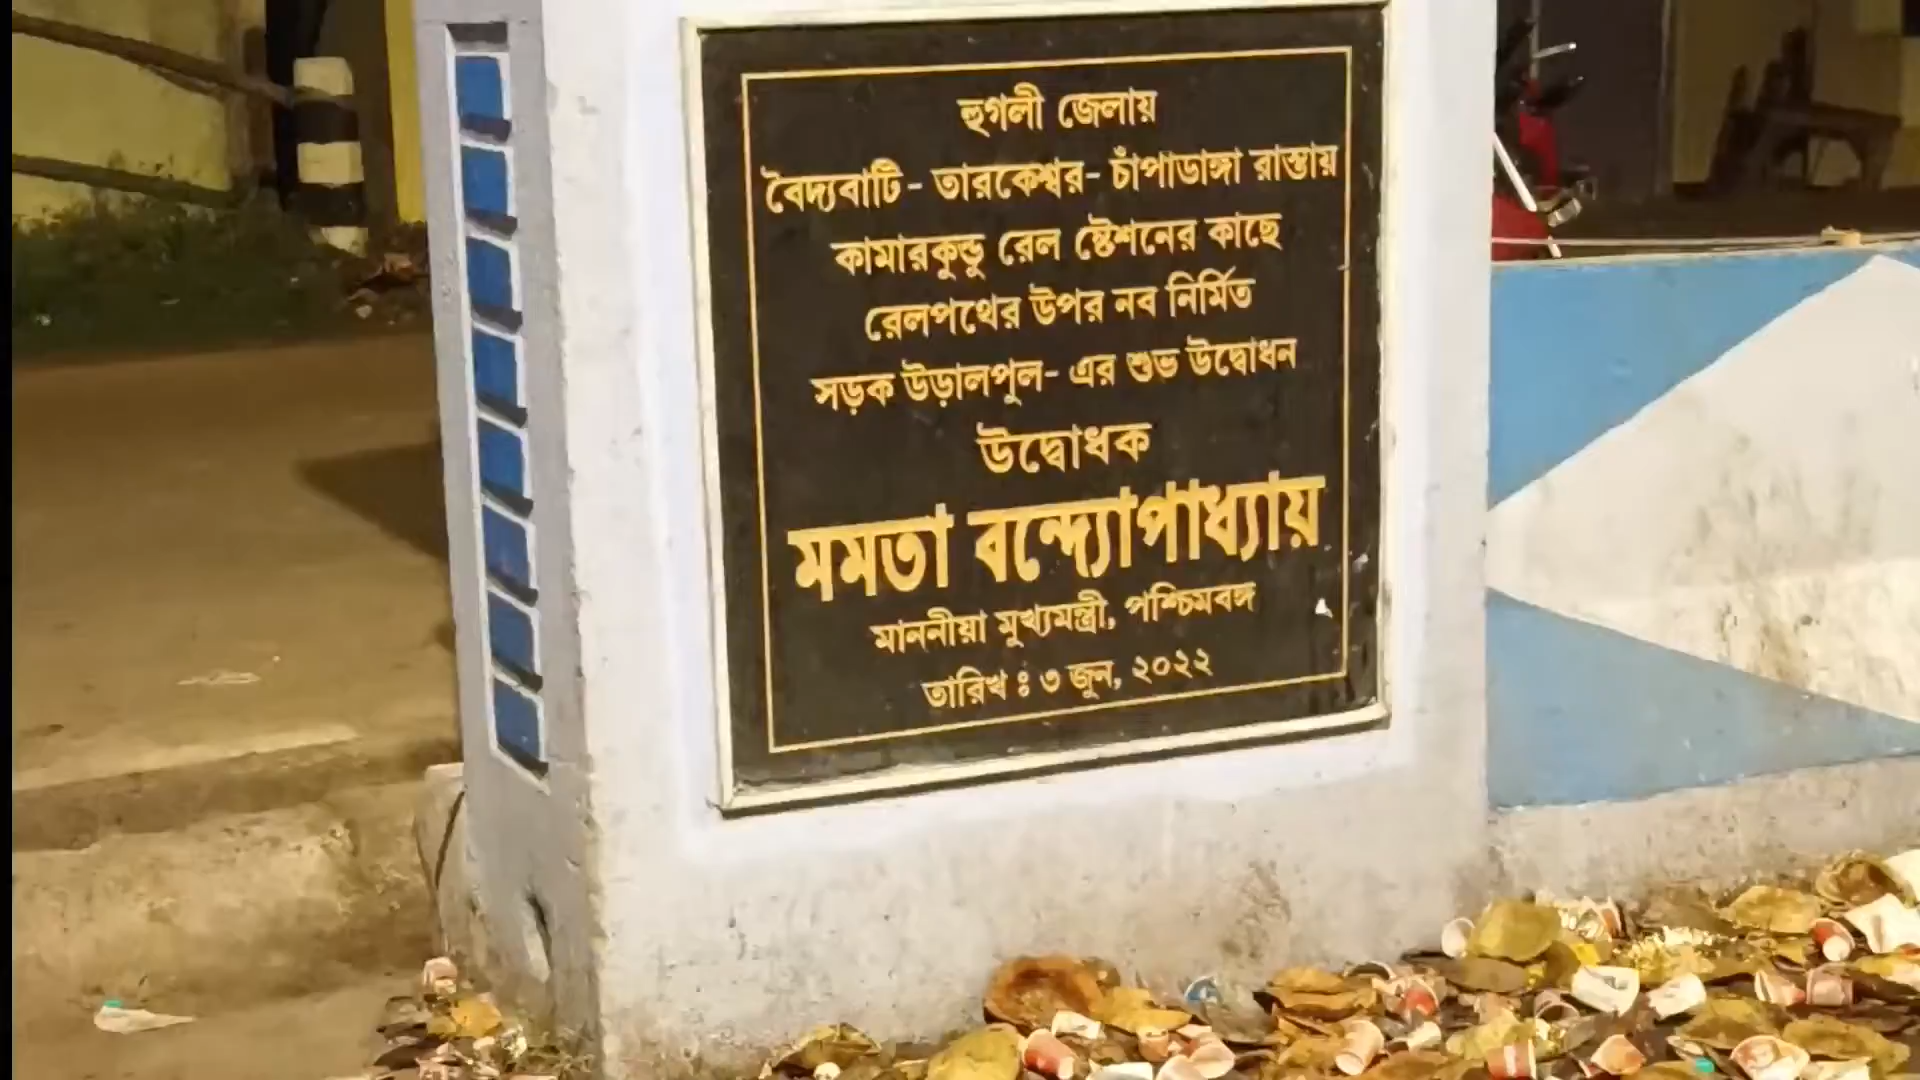 হুগলী জেলায়
বৈদ্যবাটি - তারকেশ্বর - চাঁপাডাঙ্গা রাস্তায়
কামারকুন্ডু রেল ষ্টেশনের কাছে
রেলপথের উপর নব নির্মিত
সড়ক উড়ালপুল - এর শুভ উদ্বোধন
উদ্বোধক
মমতা বন্দ্যোপাধ্যায়
মাননীয়া মুখ্যমন্ত্রী, পশ্চিমবঙ্গ
তারিখ ঃ ৩ জুন, ২০২২